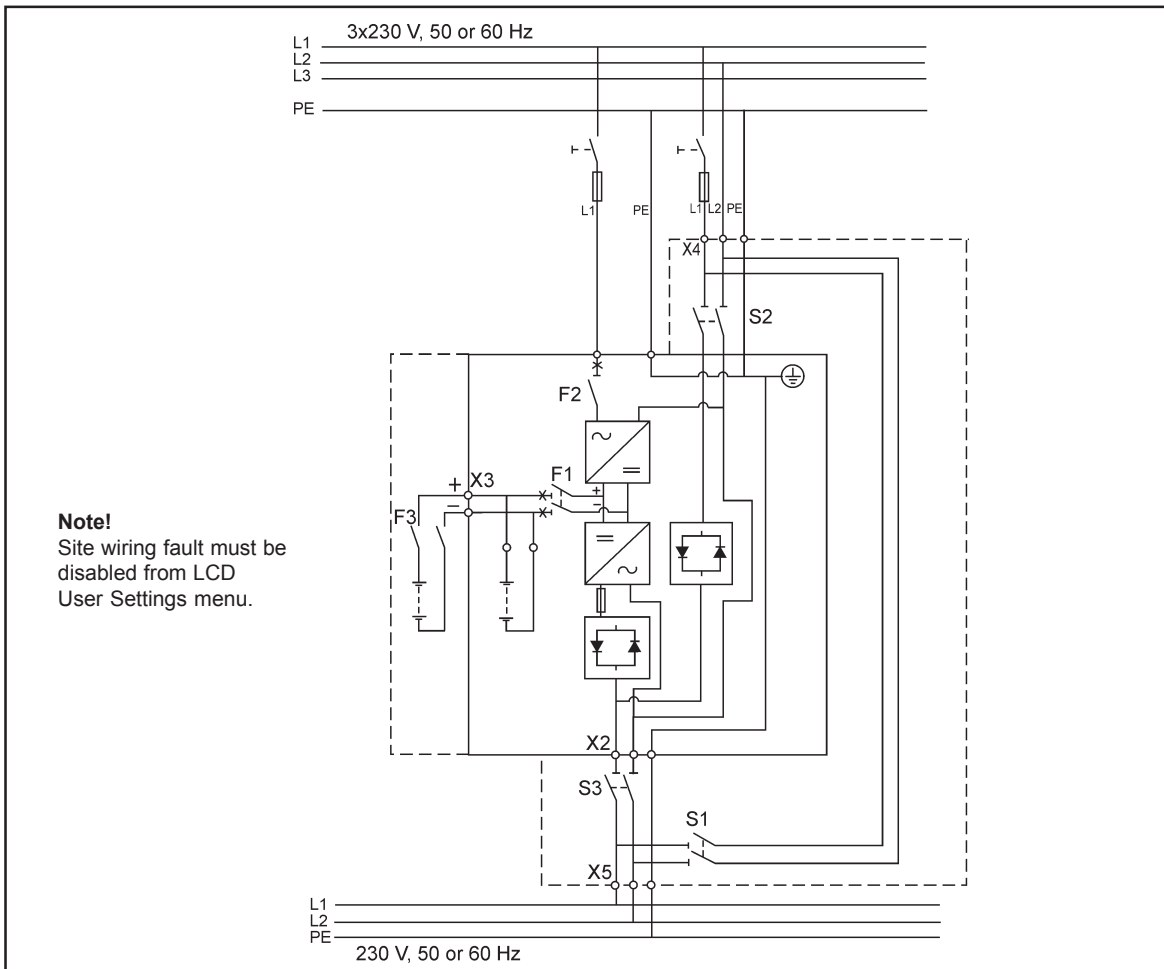 3x230 V, 50 or 60 Hz
L1
L2
L3
PE
L1
PE
L1 L2 PE
X4
S2
F2
F1
+ X3
+
−
−
F3
Note!
Site wiring fault must be
disabled from LCD
User Settings menu.
X2
S3
S1
X5
L1
L2
PE
230 V, 50 or 60 Hz